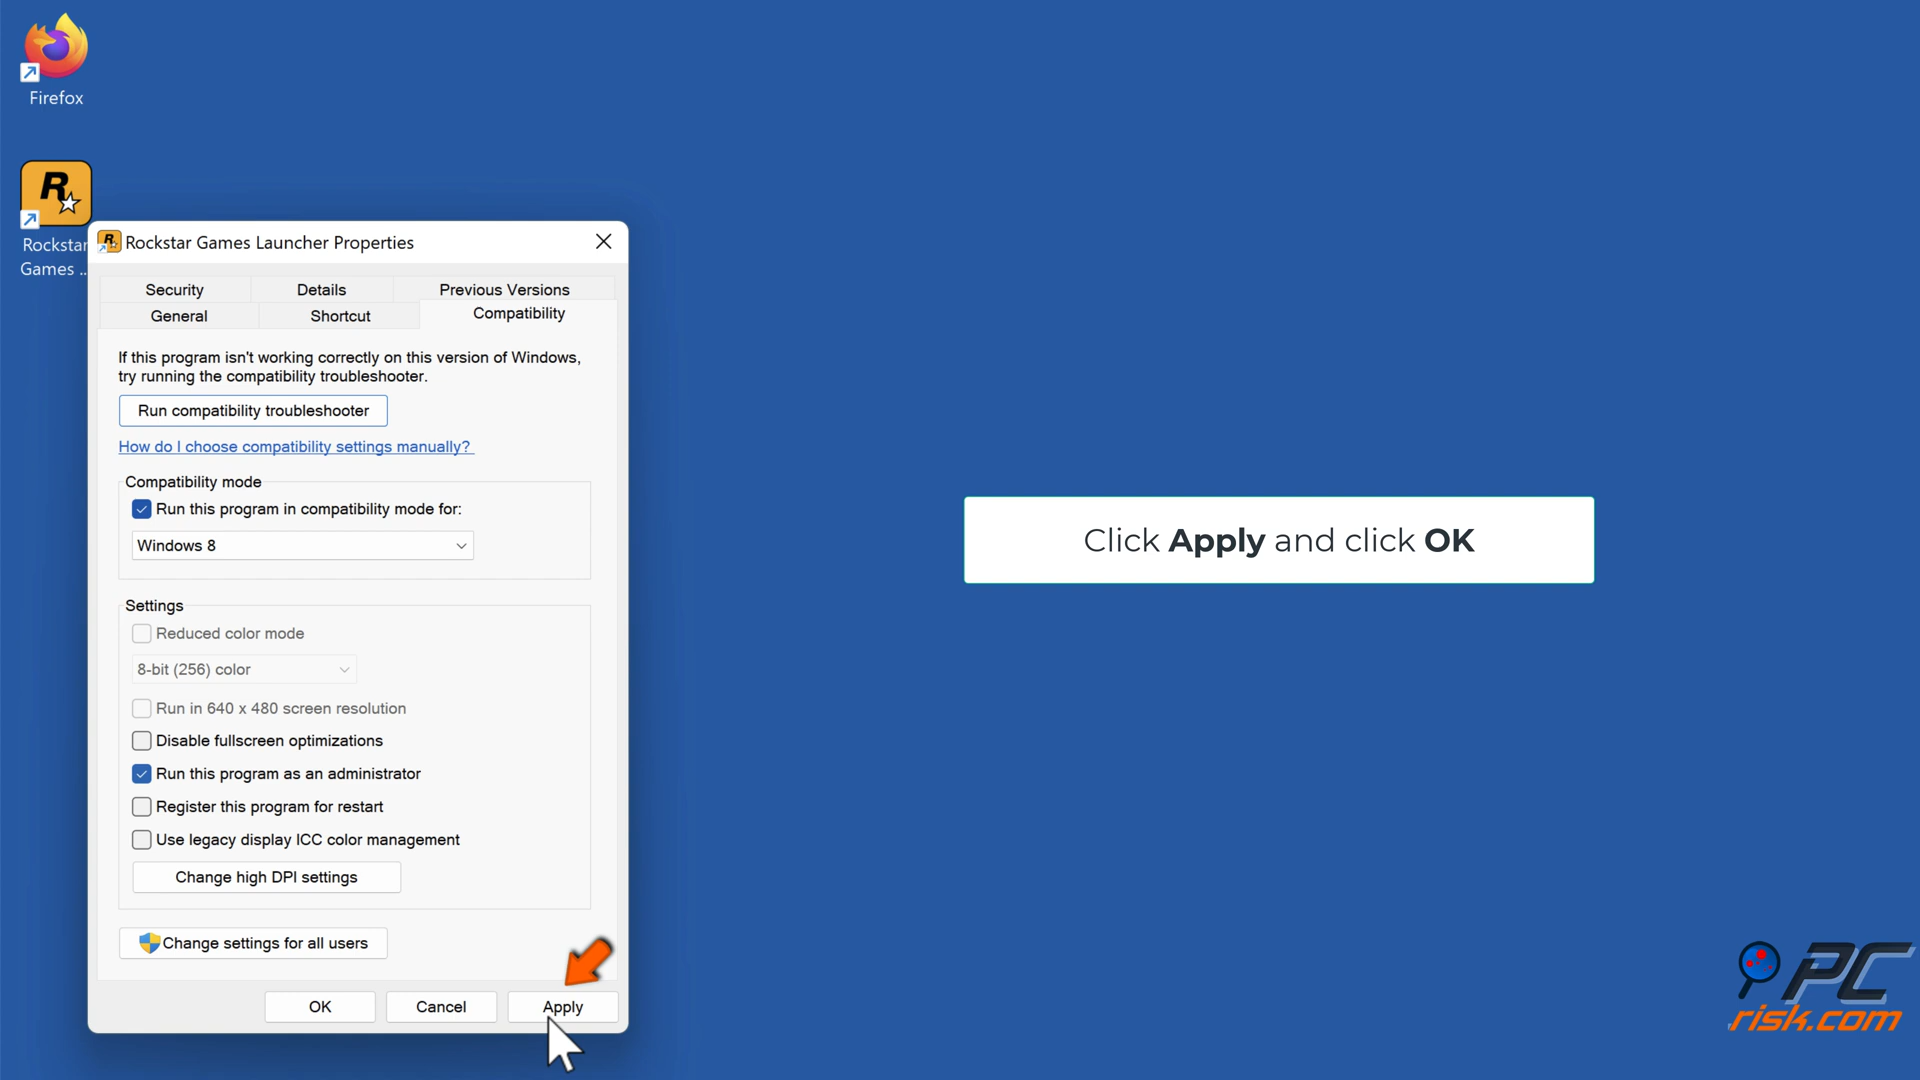 Firefox
Rockstar
Games ...
Rockstar Games Launcher Properties
Security
Details
Previous Versions
General
Shortcut
Compatibility
If this program isn't working correctly on this version of Windows,
try running the compatibility troubleshooter.
Run compatibility troubleshooter
How do I choose compatibility settings manually?
Compatibility mode
Run this program in compatibility mode for:
Windows 8
Settings
Reduced color mode
8-bit (256) color
Run in 640 x 480 screen resolution
Disable fullscreen optimizations
Run this program as an administrator
Register this program for restart
Use legacy display ICC color management
Change high DPI settings
Change settings for all users
OK
Cancel
Apply
Click Apply and click OK
PC
risk.com